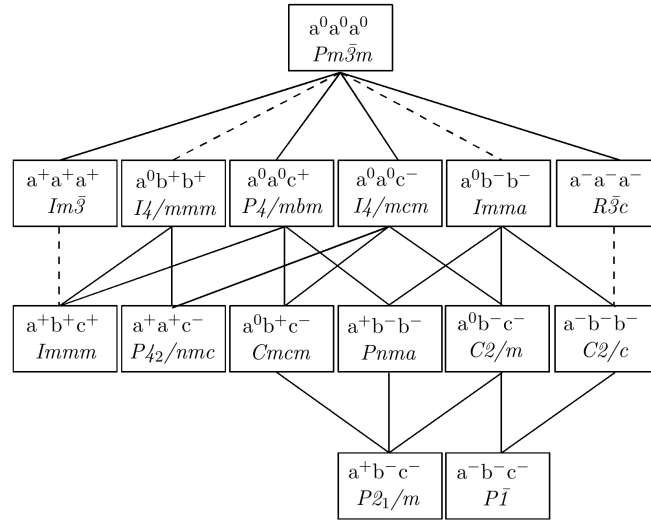 a⁰a⁰a⁰
Pm3̄m
a⁺a⁺a⁺
Im3̄
a⁰b⁺b⁺
I4/mmm
a⁰a⁰c⁺
P4/mbm
a⁰a⁰c⁻
I4/mcm
a⁰b⁻b⁻
Imma
a⁻a⁻a⁻
R3̄c
a⁺b⁺c⁺
Immm
a⁺a⁺c⁻
P4₂/nmc
a⁰b⁺c⁻
Cmcm
a⁺b⁻b⁻
Pnma
a⁰b⁻c⁻
C2/m
a⁻b⁻b⁻
C2/c
a⁺b⁻c⁻
P2₁/m
a⁻b⁻c⁻
P1̄